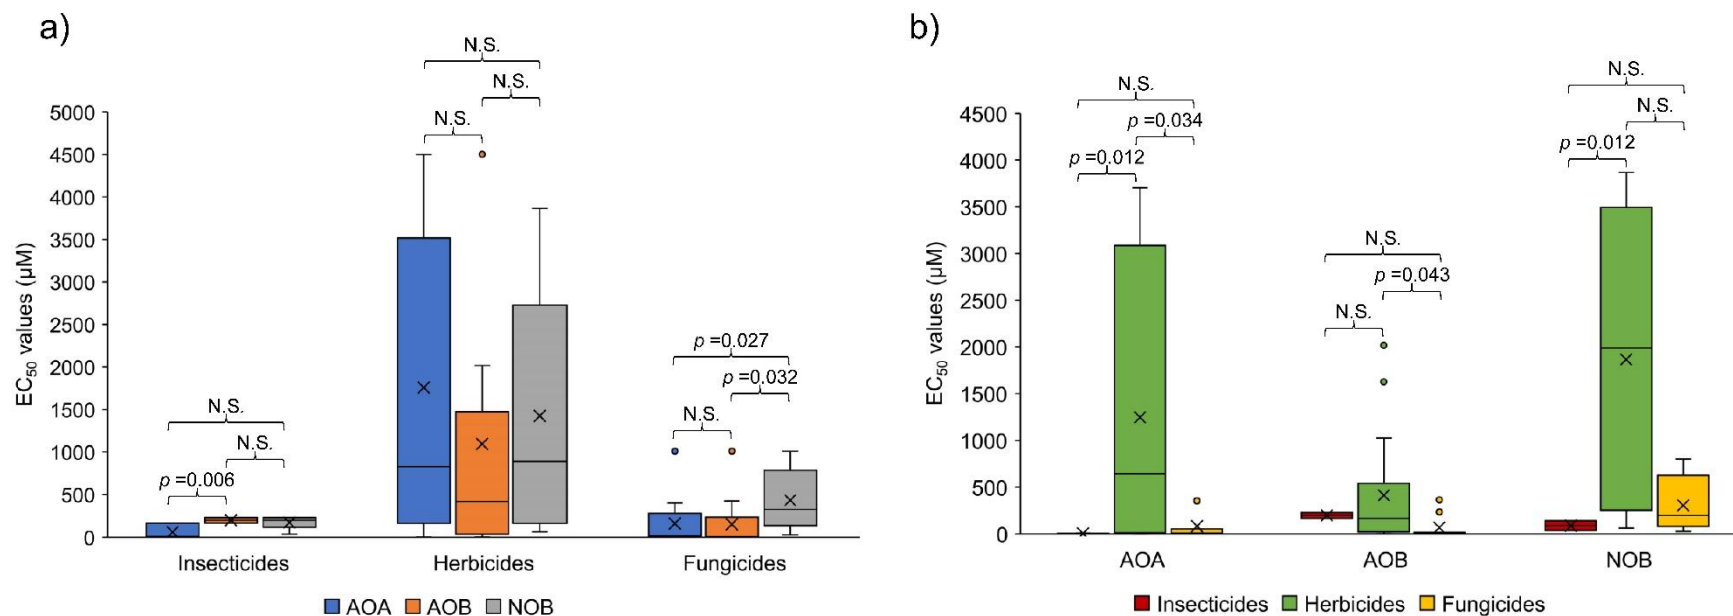 a)
N.S.
N.S.
N.S.
5000
4500
4000
3500
3000
2500
2000
1500
1000
500
0
EC50 values (µM)
p =0.027
p =0.032
N.S.
N.S.
N.S.
p =0.006
Insecticides Herbicides Fungicides
AOA AOB NOB
b)
N.S.
p =0.034
p =0.012
N.S.
N.S.
p =0.012
N.S.
p =0.043
N.S.
4500
4000
3500
3000
2500
2000
1500
1000
500
0
EC50 values (µM)
AOA AOB NOB
Insecticides Herbicides Fungicides